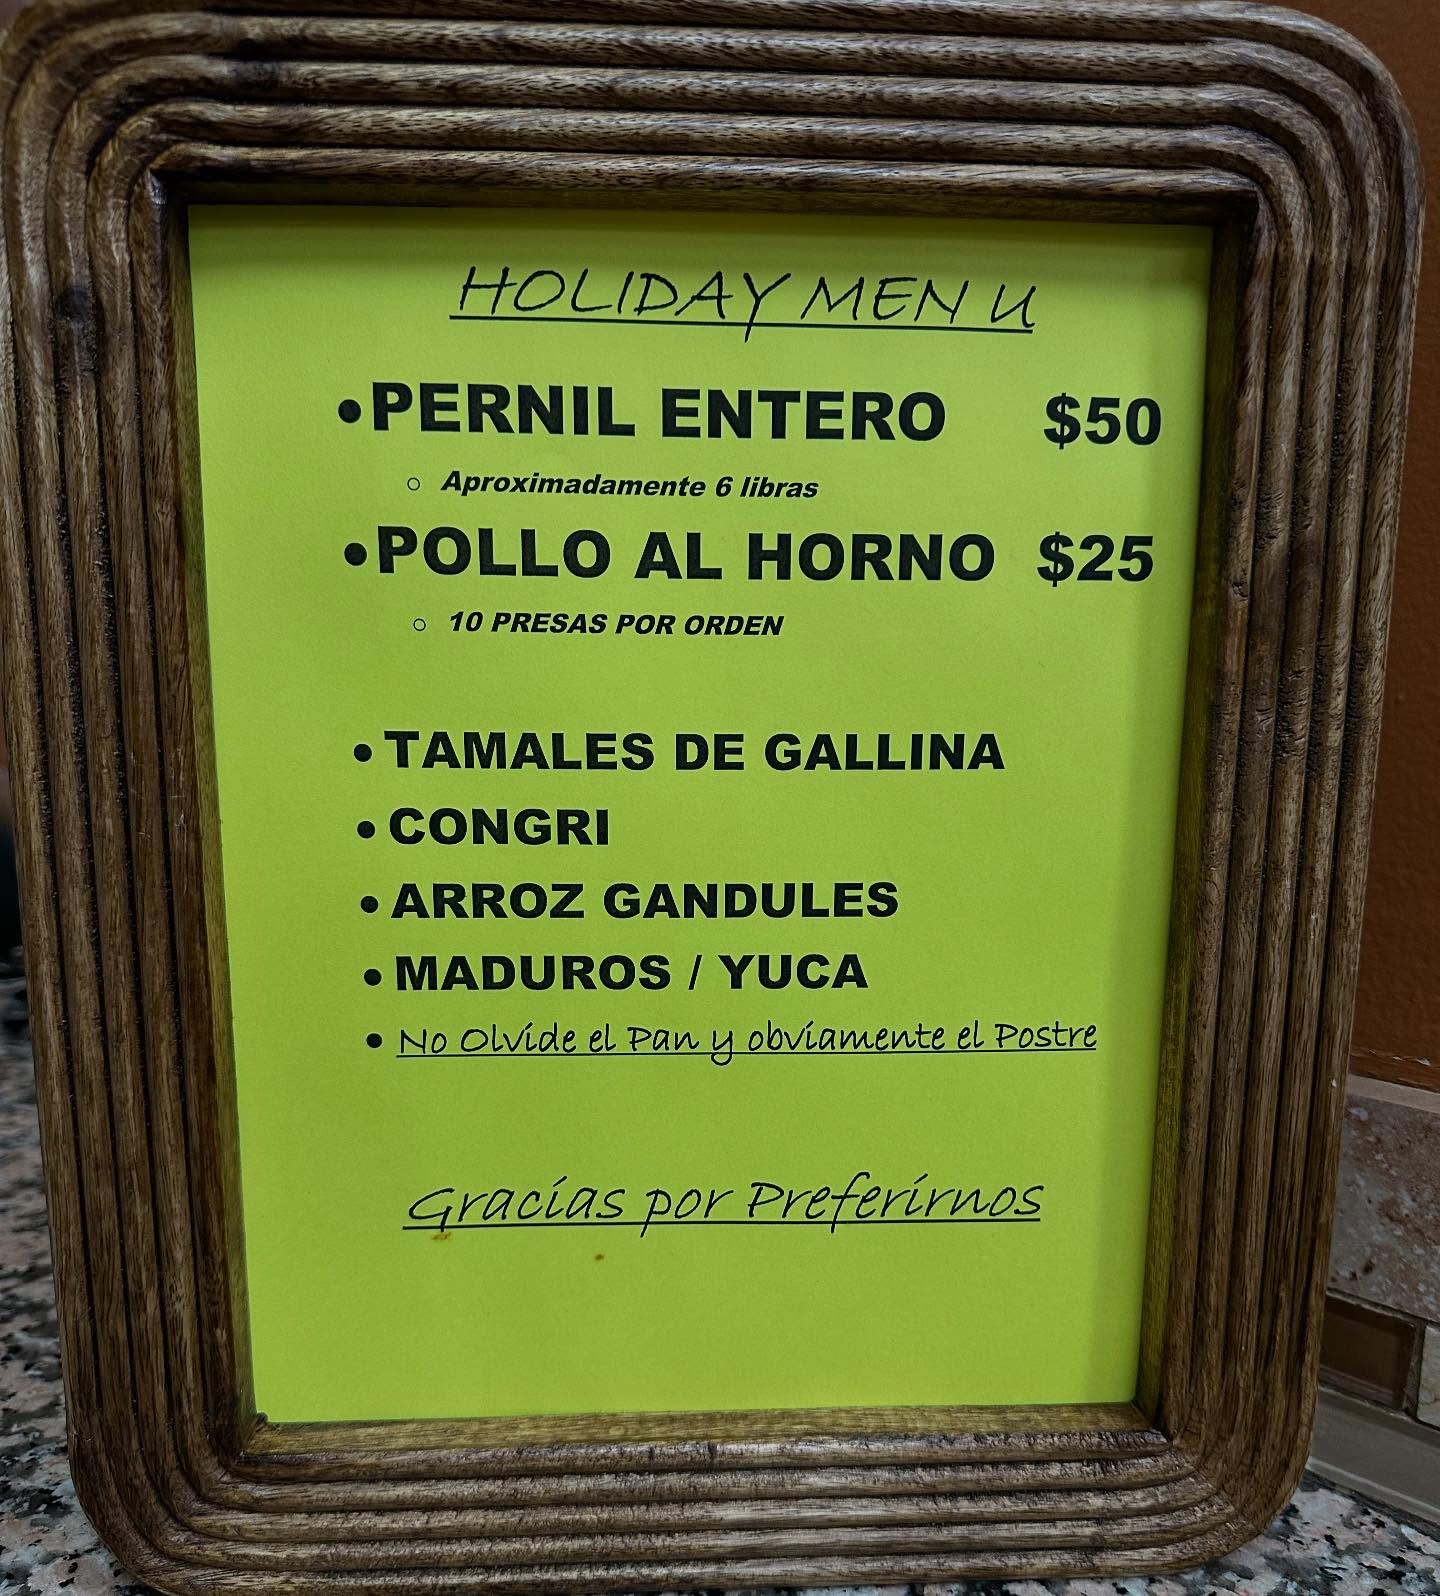 HOLIDAY MEN U
•PERNIL ENTERO $50
○ Aproximadamente 6 libras
•POLLO AL HORNO $25
○ 10 PRESAS POR ORDEN
• TAMALES DE GALLINA
• CONGRI
• ARROZ GANDULES
• MADUROS / YUCA
• No Olvide el Pan y obviamente el Postre
Gracias por Preferirnos